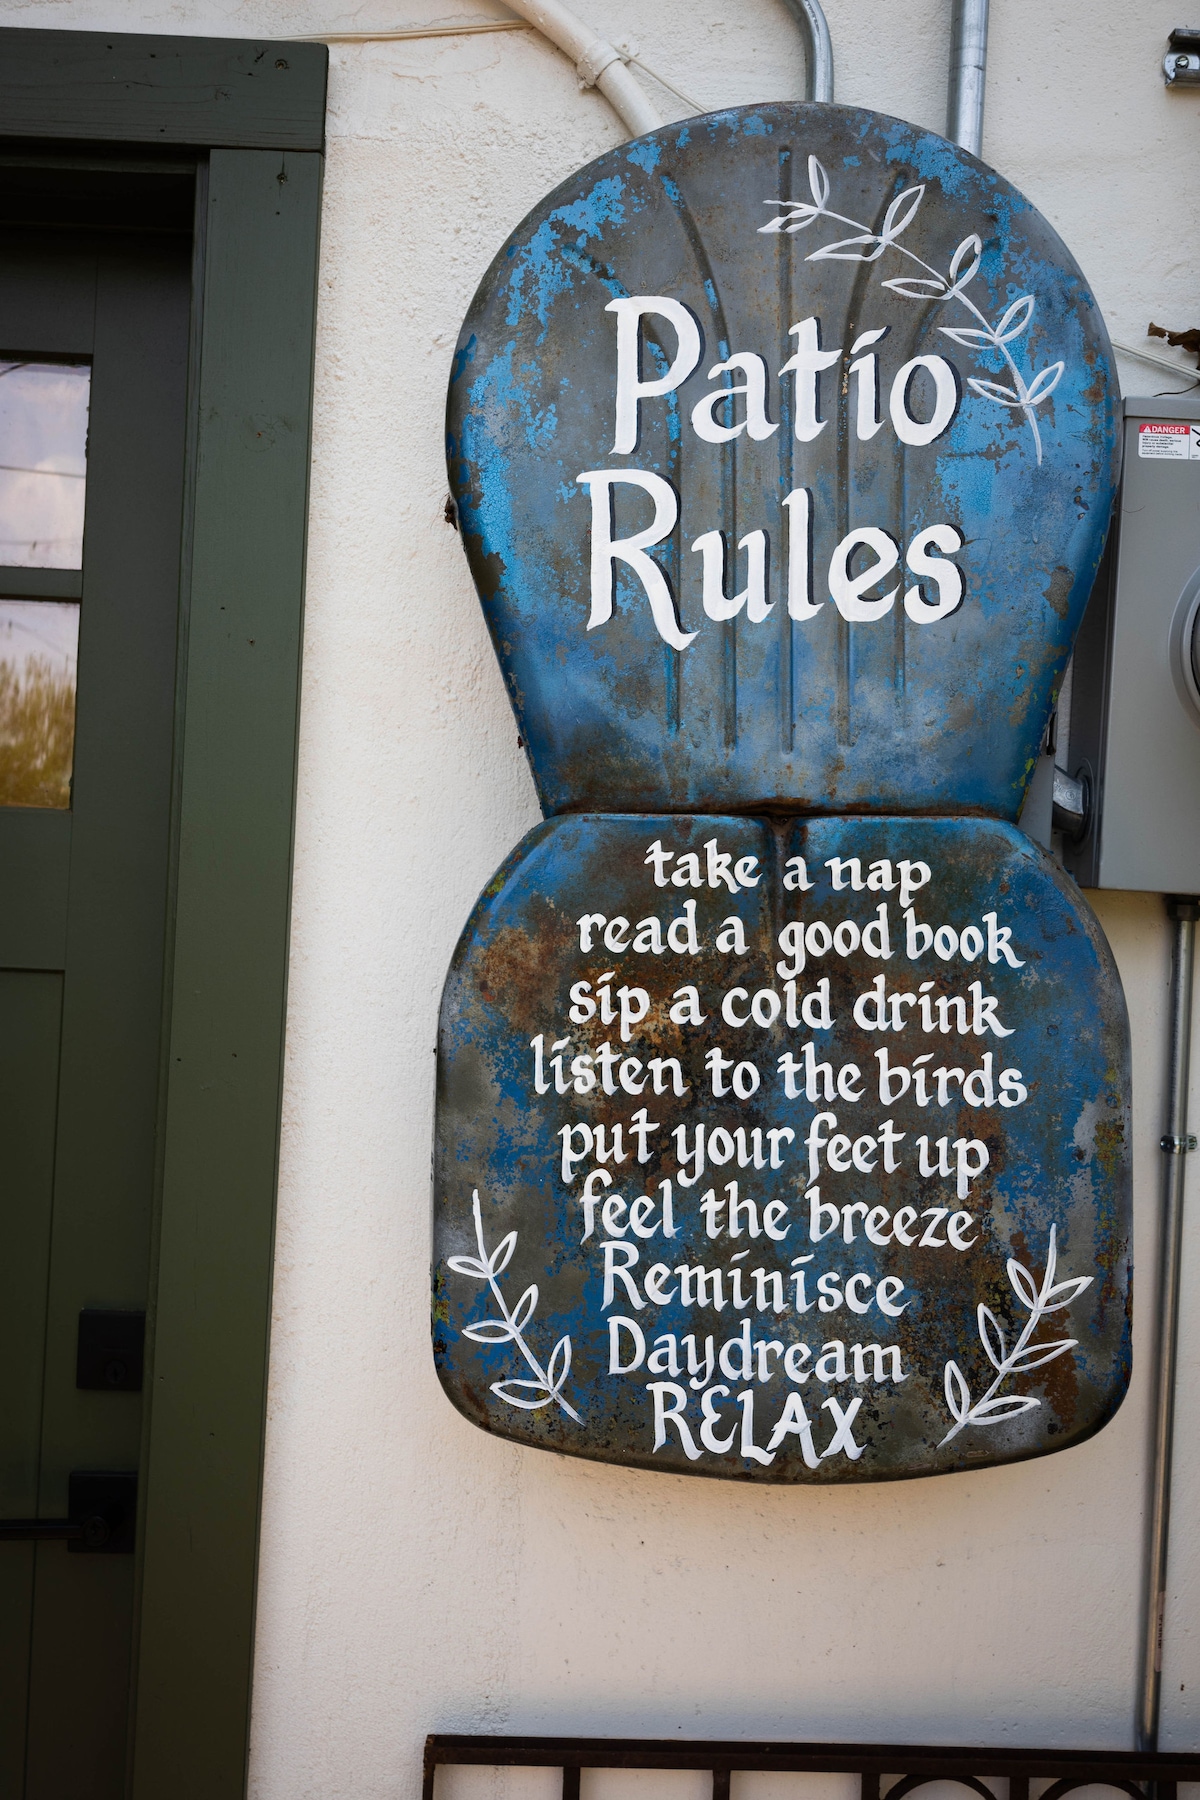 Patio
Rules
take a nap
read a good book
sip a cold drink
listen to the birds
put your feet up
feel the breeze
Reminisce
Daydream
RELAX
DANGER